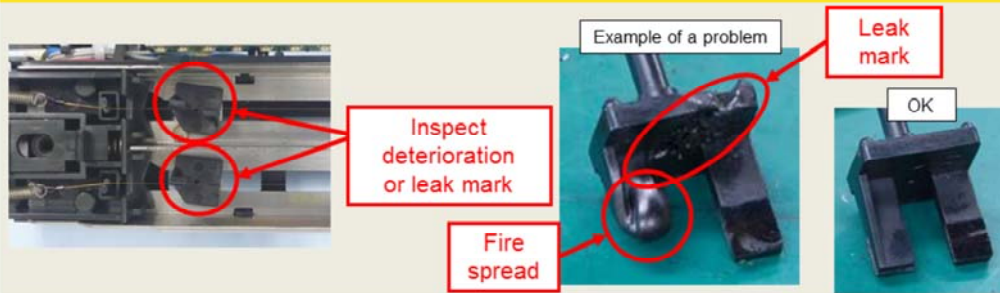 Example of a problem
Leak
mark
OK
Inspect
deterioration
or leak mark
Fire
spread